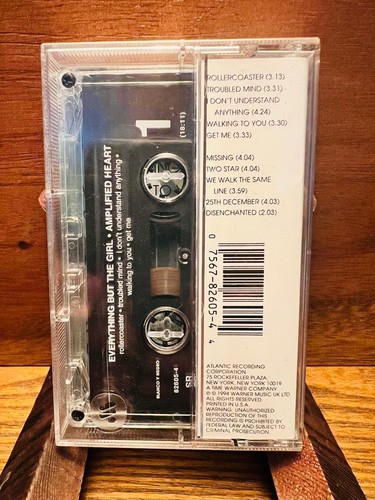 ROLLERCOASTER (3.13)
TROUBLED MIND (3.31)
I DON'T UNDERSTAND
ANYTHING (4.24)
WALKING TO YOU (3.30)
GET ME (3.33)
MISSING (4.04)
TWO STAR (4.04)
WE WALK THE SAME
LINE (3.59)
25TH DECEMBER (4.03)
DISENCHANTED (2.03)
0 7567-82605-4 4
ATLANTIC RECORDING
CORPORATION
75 ROCKEFELLER PLAZA,
NEW YORK, NEW YORK 10019
A TIME WARNER COMPANY
℗ © 1994 WARNER MUSIC UK LTD
ALL RIGHTS RESERVED.
PRINTED IN U.S.A.
WARNING: UNAUTHORIZED
REPRODUCTION OF THIS
RECORDING IS PROHIBITED BY
FEDERAL LAW AND SUBJECT TO
CRIMINAL PROSECUTION.
1
(18:11)
EVERYTHING BUT THE GIRL • AMPLIFIED HEART
rollercoaster • troubled mind • i don't understand anything •
walking to you • get me
BLANCO Y NEGRO
82605-4
SR